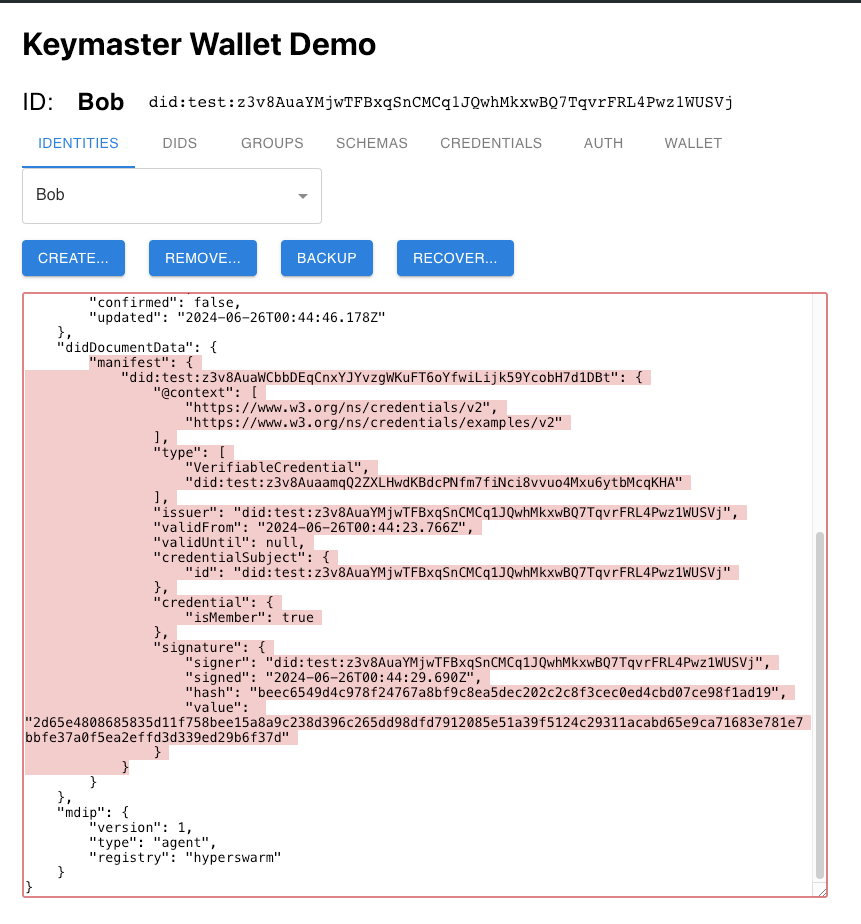 Keymaster Wallet Demo
ID: Bob did:test:z3v8AuaYMjwTFBxqSnCMCq1JQwhMkxwBQ7TqvrFRL4Pwz1WUSVj
IDENTITIES DIDS GROUPS SCHEMAS CREDENTIALS AUTH WALLET
Bob
CREATE... REMOVE... BACKUP RECOVER...
"confirmed": false,
"updated": "2024-06-26T00:44:46.178Z"
},
"didDocumentData": {
"manifest": {
"did:test:z3v8AuaWCbbDEqCnxYJYvzgWKuFT6oYfwiLijk59YcobH7d1DBt": {
"@context": [
"https://www.w3.org/ns/credentials/v2",
"https://www.w3.org/ns/credentials/examples/v2"
],
"type": [
"VerifiableCredential",
"did:test:z3v8AuaamqQ2ZXLHwdKBdcPNfm7fiNci8vvuo4Mxu6ytbMcqKHA"
],
"issuer": "did:test:z3v8AuaYMjwTFBxqSnCMCq1JQwhMkxwBQ7TqvrFRL4Pwz1WUSVj",
"validFrom": "2024-06-26T00:44:23.766Z",
"validUntil": null,
"credentialSubject": {
"id": "did:test:z3v8AuaYMjwTFBxqSnCMCq1JQwhMkxwBQ7TqvrFRL4Pwz1WUSVj"
},
"credential": {
"isMember": true
},
"signature": {
"signer": "did:test:z3v8AuaYMjwTFBxqSnCMCq1JQwhMkxwBQ7TqvrFRL4Pwz1WUSVj",
"signed": "2024-06-26T00:44:29.690Z",
"hash": "beec6549d4c978f24767a8bf9c8ea5dec202c2c8f3cec0ed4cbd07ce98f1ad19",
"value":
"2d65e4808685835d11f758bee15a8a9c238d396c265dd98dfd7912085e51a39f5124c29311acabd65e9ca71683e781e7
bbfe37a0f5ea2effd3d339ed29b6f37d"
}
}
}
},
"mdip": {
"version": 1,
"type": "agent",
"registry": "hyperswarm"
}
}